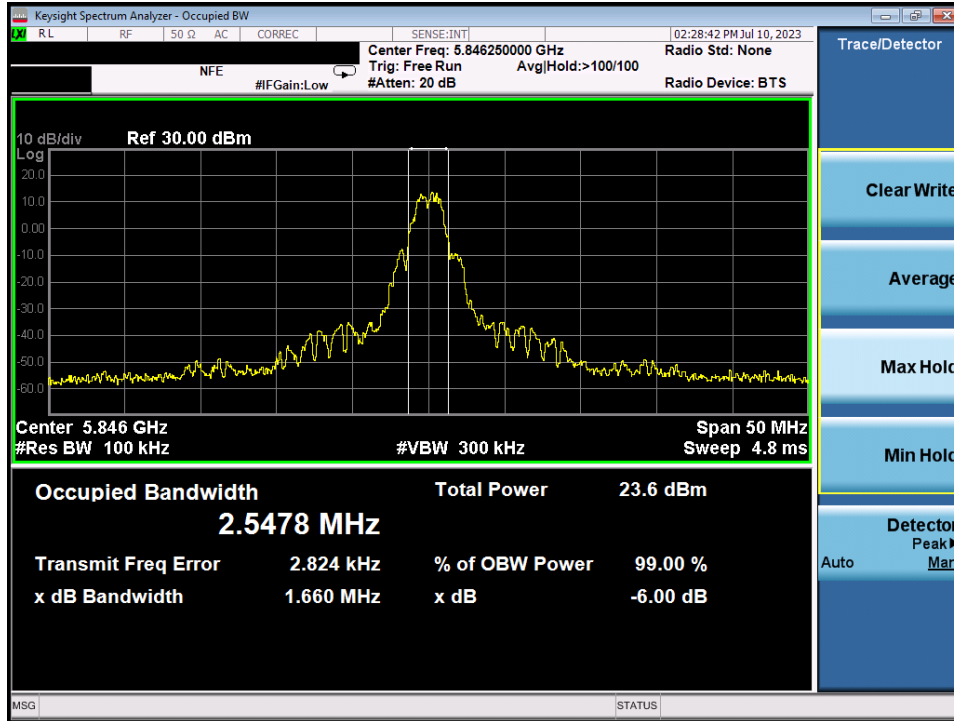 Keysight Spectrum Analyzer - Occupied BW
LXI RL RF 50 Ω AC CORREC SENSE:INT 02:28:42 PM Jul 10, 2023
Center Freq: 5.846250000 GHz Radio Std: None
Trig: Free Run Avg|Hold:>100/100
NFE #IFGain:Low #Atten: 20 dB Radio Device: BTS
10 dB/div Ref 30.00 dBm
Log
20.0
10.0
0.00
-10.0
-20.0
-30.0
-40.0
-50.0
-60.0
Center 5.846 GHz Span 50 MHz
#Res BW 100 kHz #VBW 300 kHz Sweep 4.8 ms
Occupied Bandwidth Total Power 23.6 dBm
2.5478 MHz
Transmit Freq Error 2.824 kHz % of OBW Power 99.00 %
x dB Bandwidth 1.660 MHz x dB -6.00 dB
MSG STATUS
Trace/Detector
Clear Write
Average
Max Hold
Min Hold
Detector
Peak
Auto Man